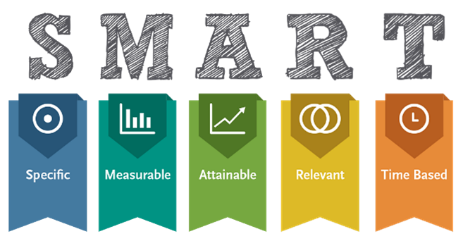 SMART
Specific Measurable Attainable Relevant Time Based